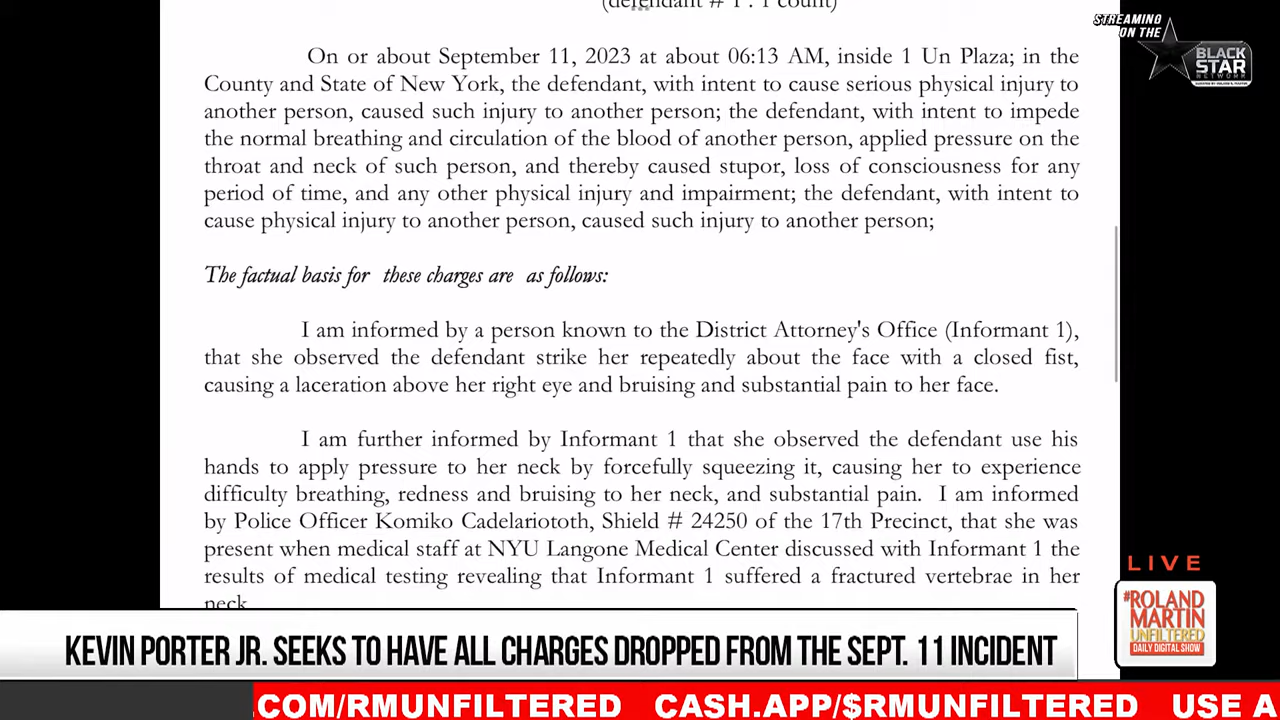 (defendant # 1 : 1 count)
STREAMING
ON THE
BLACK
STAR
NETWORK
On or about September 11, 2023 at about 06:13 AM, inside 1 Un Plaza; in the
County and State of New York, the defendant, with intent to cause serious physical injury to
another person, caused such injury to another person; the defendant, with intent to impede
the normal breathing and circulation of the blood of another person, applied pressure on the
throat and neck of such person, and thereby caused stupor, loss of consciousness for any
period of time, and any other physical injury and impairment; the defendant, with intent to
cause physical injury to another person, caused such injury to another person;
The factual basis for these charges are as follows:
I am informed by a person known to the District Attorney's Office (Informant 1),
that she observed the defendant strike her repeatedly about the face with a closed fist,
causing a laceration above her right eye and bruising and substantial pain to her face.
I am further informed by Informant 1 that she observed the defendant use his
hands to apply pressure to her neck by forcefully squeezing it, causing her to experience
difficulty breathing, redness and bruising to her neck, and substantial pain. I am informed
by Police Officer Komiko Cadelariototh, Shield # 24250 of the 17th Precinct, that she was
present when medical staff at NYU Langone Medical Center discussed with Informant 1 the
results of medical testing revealing that Informant 1 suffered a fractured vertebrae in her
neck
LIVE
#ROLAND
MARTIN
UNFILTERED
DAILY DIGITAL SHOW
KEVIN PORTER JR. SEEKS TO HAVE ALL CHARGES DROPPED FROM THE SEPT. 11 INCIDENT
.COM/RMUNFILTERED CASH.APP/$RMUNFILTERED USE A